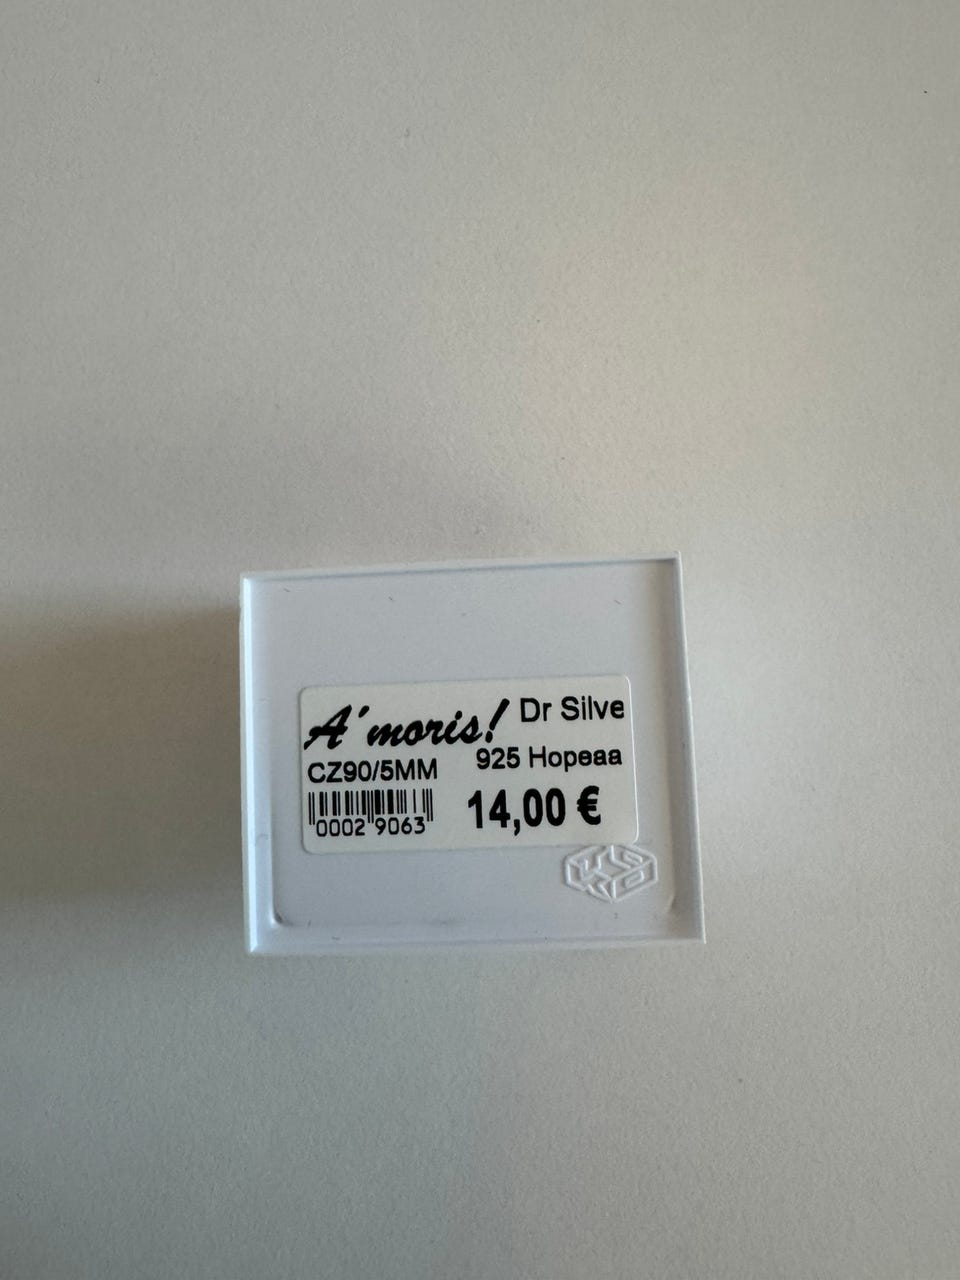 A'moris! Dr Silve
CZ90/5MM 925 Hopeaa
0002 9063 14,00 €